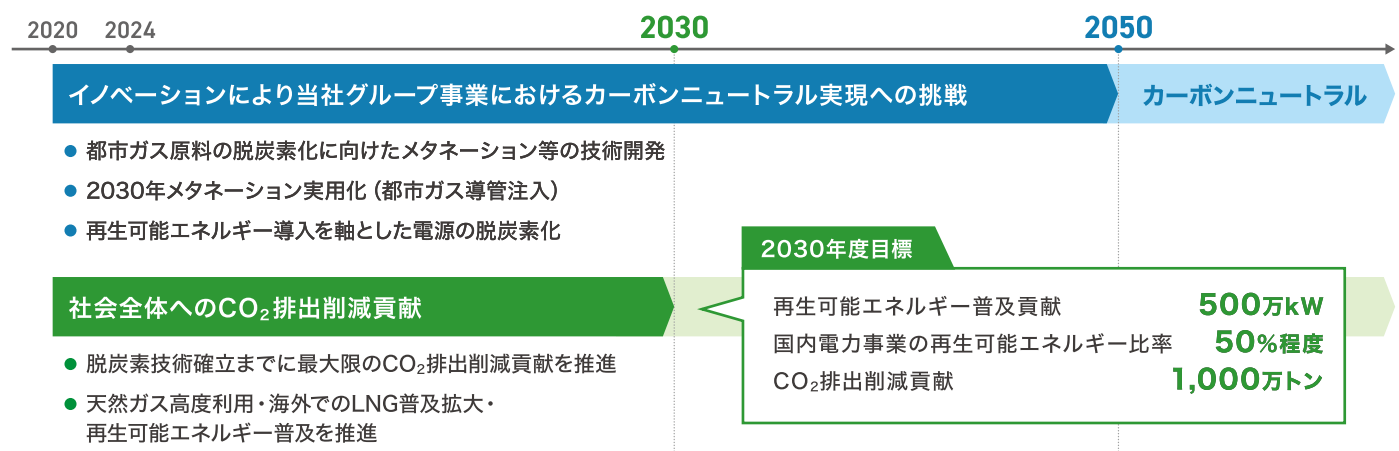 2020
2024
2030
2050
イノベーションにより当社グループ事業におけるカーボンニュートラル実現への挑戦
カーボンニュートラル
● 都市ガス原料の脱炭素化に向けたメタネーション等の技術開発
● 2030年メタネーション実用化（都市ガス導管注入）
● 再生可能エネルギー導入を軸とした電源の脱炭素化
社会全体へのCO₂排出削減貢献
● 脱炭素技術確立までに最大限のCO₂排出削減貢献を推進
● 天然ガス高度利用・海外でのLNG普及拡大・
再生可能エネルギー普及を推進
2030年度目標
再生可能エネルギー普及貢献 500万kW
国内電力事業の再生可能エネルギー比率 50%程度
CO₂排出削減貢献 1,000万トン